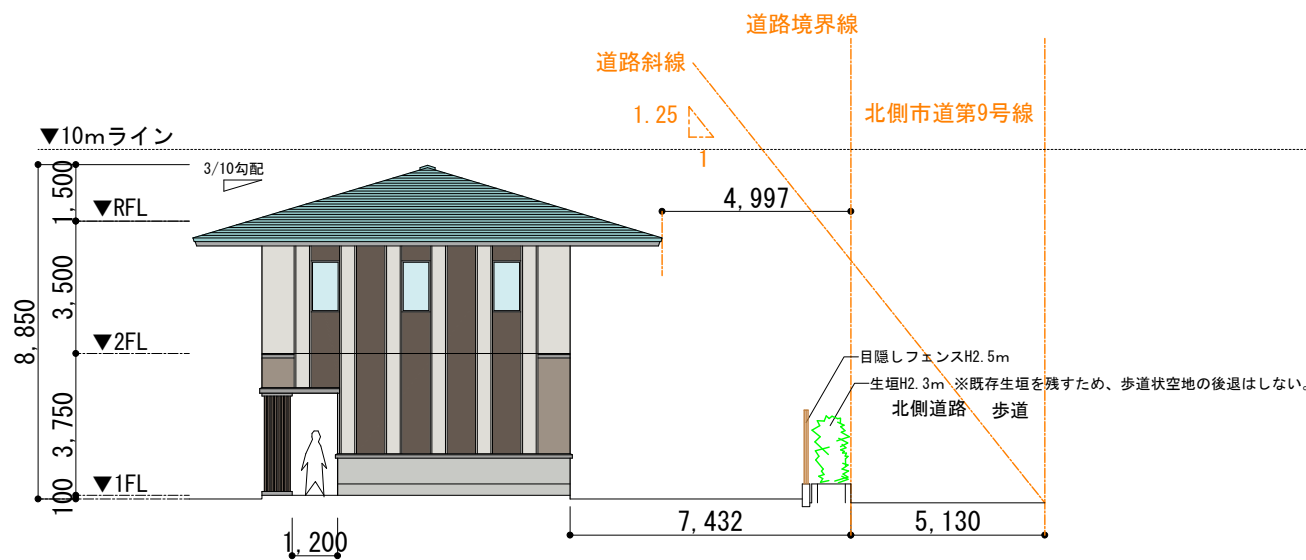 道路境界線
道路斜線
1.25
1
北側市道第9号線
▼10mライン
3/10勾配
1,500
▼RFL
4,997
3,500
8,850
▼2FL
目隠しフェンスH2.5m
生垣H2.3m ※既存生垣を残すため、歩道状空地の後退はしない。
北側道路 歩道
3,750
▼1FL
100
7,432
5,130
1,200